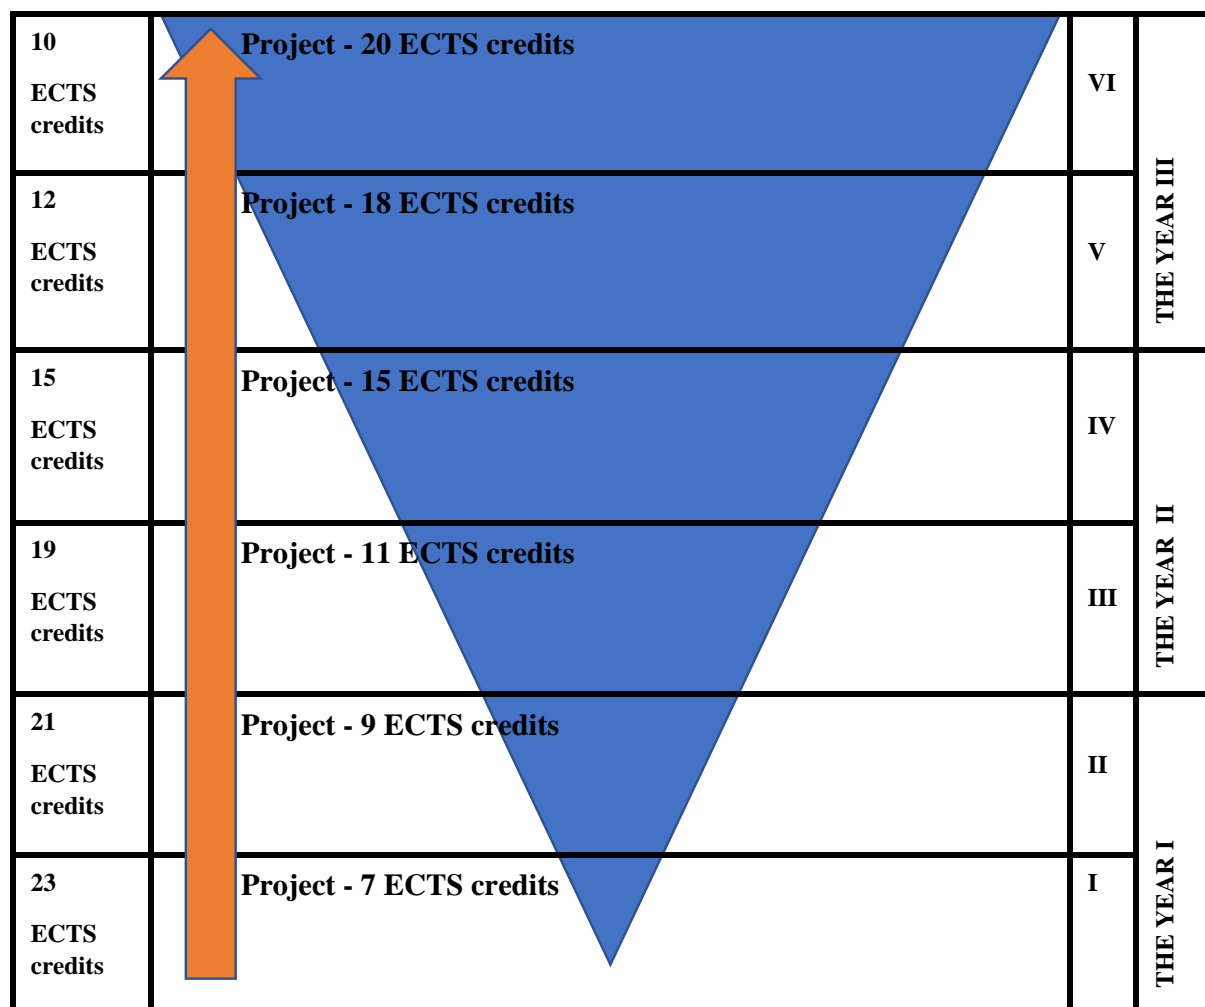 10
ECTS
credits
Project - 20 ECTS credits
VI
12
ECTS
credits
Project - 18 ECTS credits
V
THE YEAR III
15
ECTS
credits
Project - 15 ECTS credits
IV
19
ECTS
credits
Project - 11 ECTS credits
III
THE YEAR II
21
ECTS
credits
Project - 9 ECTS credits
II
23
ECTS
credits
Project - 7 ECTS credits
I
THE YEAR I